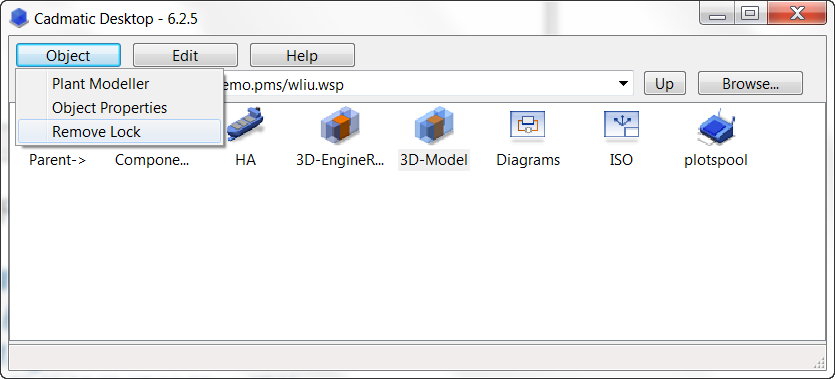 Cadmatic Desktop - 6.2.5
Object Edit Help
emo.pms/wliu.wsp Up Browse...
Plant Modeller
Object Properties
Remove Lock
Parent-> Compone... HA 3D-EngineR... 3D-Model Diagrams ISO plotspool